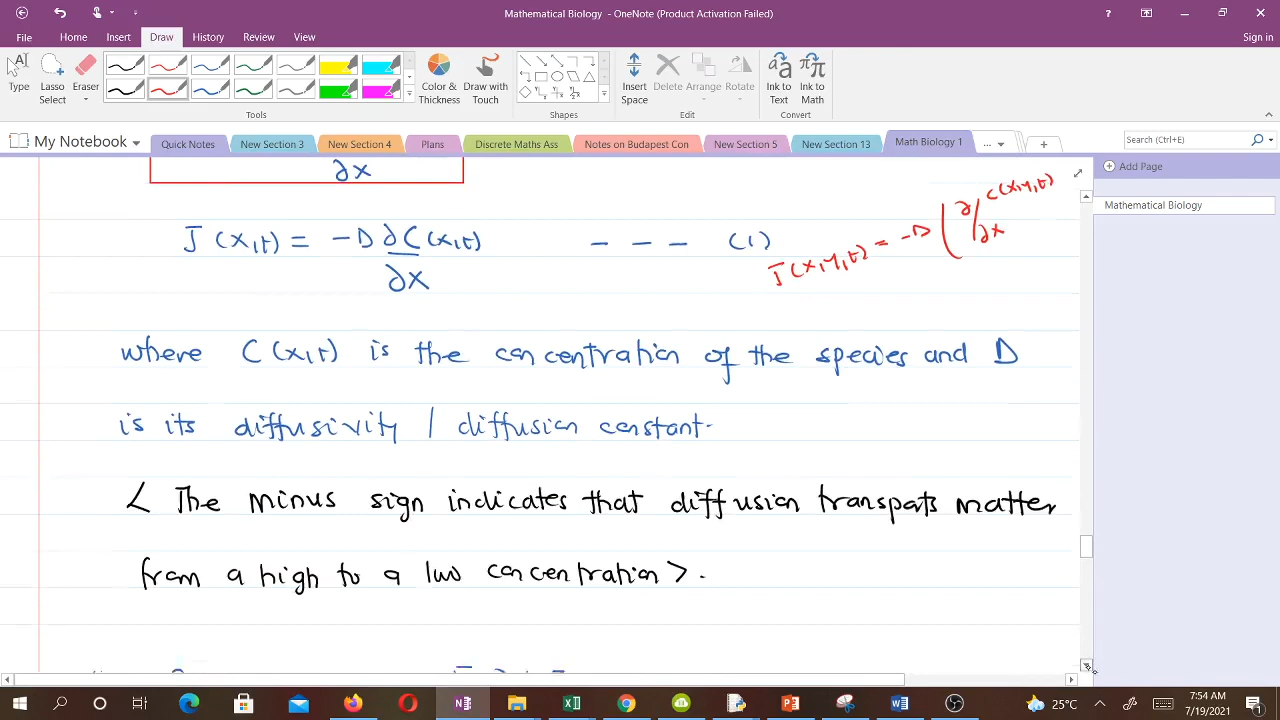 Mathematical Biology - OneNote (Product Activation Failed)
File Home Insert Draw History Review View Sign in
Type Lasso Select Eraser Color & Thickness Draw with Touch Insert Space Delete Arrange Rotate Ink to Text Ink to Math
Tools Shapes Edit Convert
My Notebook Quick Notes New Section 3 New Section 4 Plans Discrete Maths Ass Notes on Budapest Con New Section 5 New Section 13 Math Biology 1 ... Search (Ctrl+E)
Add Page
Mathematical Biology
∂x
J(x,t) = -D ∂C(x,t) - - - (1)
∂x
J(x,y,t) = -D ( ∂/∂x C(x,y,t)
where C(x,t) is the concentration of the species and D
is its diffusivity / diffusion constant.
< The minus sign indicates that diffusion transpots matter
from a high to a low concentration >.
25°C
7:54 AM
7/19/2021